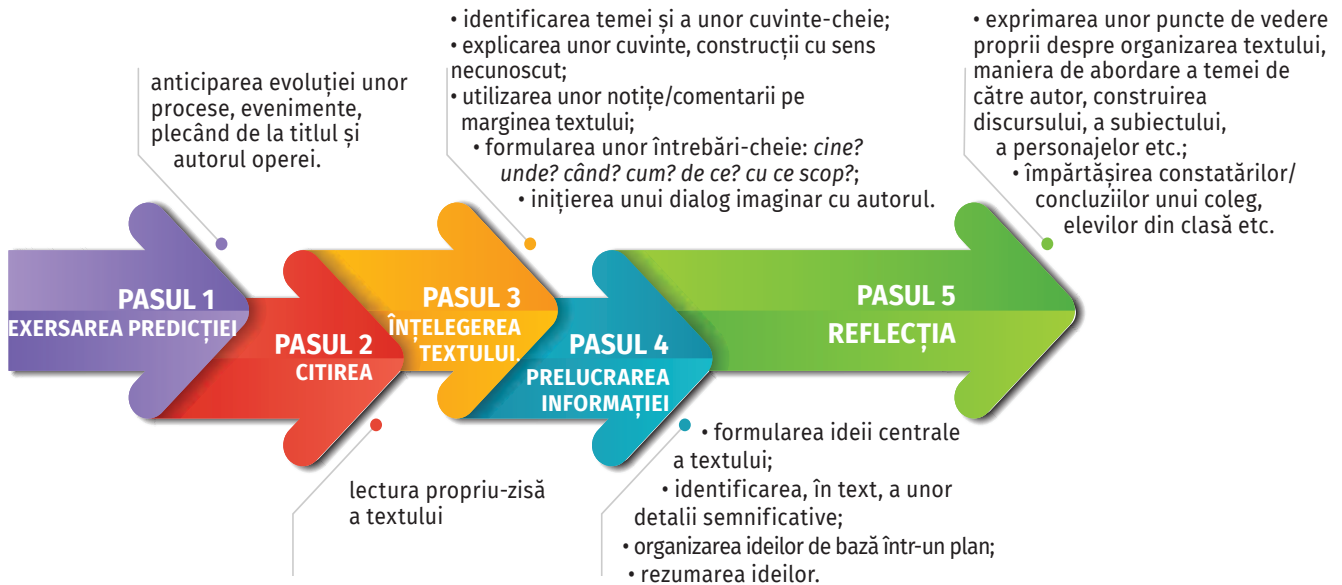 anticiparea evoluției unor
procese, evenimente,
plecând de la titlul și
autorul operei.
• identificarea temei și a unor cuvinte-cheie;
• explicarea unor cuvinte, construcții cu sens
necunoscut;
• utilizarea unor notițe/comentarii pe
marginea textului;
• formularea unor întrebări-cheie: cine?
unde? când? cum? de ce? cu ce scop?;
• inițierea unui dialog imaginar cu autorul.
• exprimarea unor puncte de vedere
proprii despre organizarea textului,
maniera de abordare a temei de
către autor, construirea
discursului, a subiectului,
a personajelor etc.;
• împărtășirea constatărilor/
concluziilor unui coleg,
elevilor din clasă etc.
PASUL 1
EXERSAREA PREDICȚIEI
PASUL 2
CITIREA
PASUL 3
ÎNȚELEGEREA
TEXTULUI.
PASUL 4
PRELUCRAREA
INFORMAȚIEI
PASUL 5
REFLECȚIA
lectura propriu-zisă
a textului
• formularea ideii centrale
a textului;
• identificarea, în text, a unor
detalii semnificative;
• organizarea ideilor de bază într-un plan;
• rezumarea ideilor.